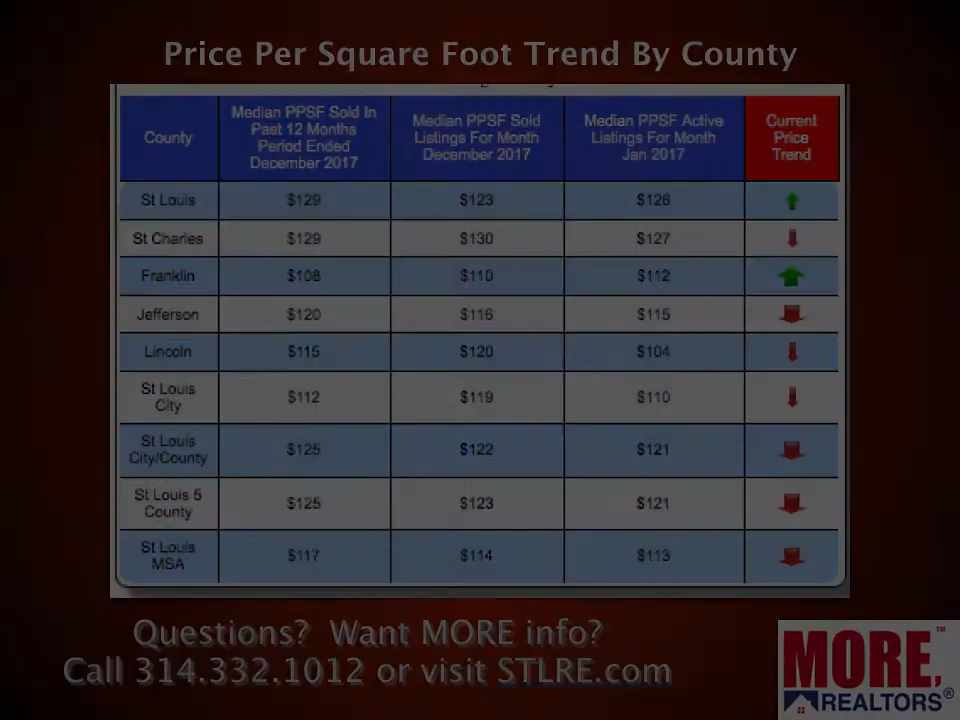 Price Per Square Foot Trend By County
County
Median PPSF Sold In
Past 12 Months
Period Ended
December 2017
Median PPSF Sold
Listings For Month
December 2017
Median PPSF Active
Listings For Month
Jan 2017
Current
Price
Trend
St Louis $129 $123 $126
St Charles $129 $130 $127
Franklin $108 $110 $112
Jefferson $120 $116 $115
Lincoln $115 $120 $104
St Louis
City
$112 $119 $110
St Louis
City/County
$125 $122 $121
St Louis 5
County
$125 $123 $121
St Louis
MSA
$117 $114 $113
Questions? Want MORE info?
Call 314.332.1012 or visit STLRE.com
MORE,™
REALTORS®